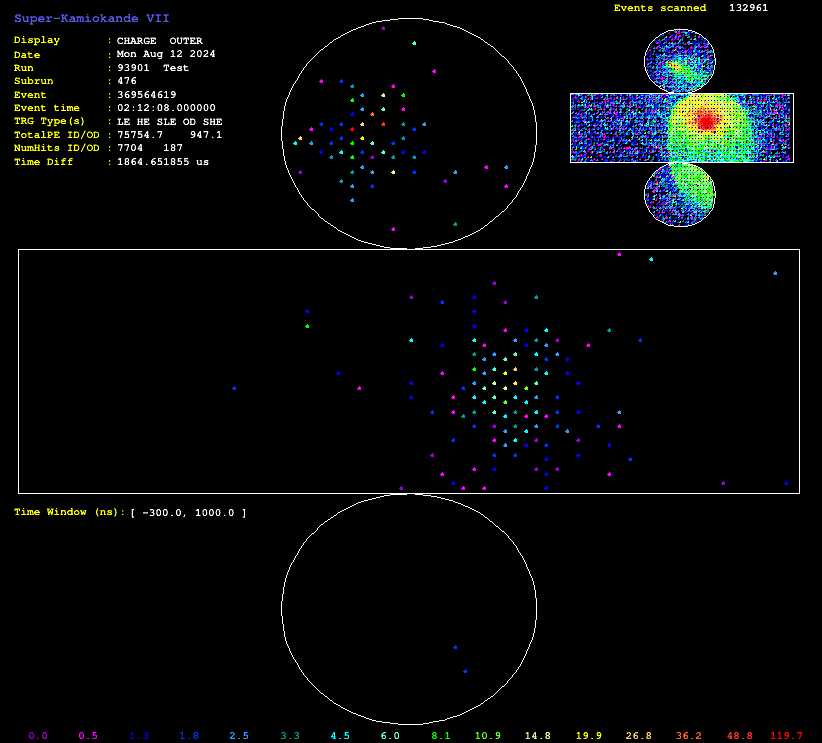 Events scanned 132961
Super-Kamiokande VII
Display : CHARGE OUTER
Date : Mon Aug 12 2024
Run : 93901 Test
Subrun : 476
Event : 369564619
Event time : 02:12:08.000000
TRG Type(s) : LE HE SLE OD SHE
TotalPE ID/OD : 75754.7 947.1
NumHits ID/OD : 7704 187
Time Diff : 1864.651855 us
Time Window (ns): [ -300.0, 1000.0 ]
0.0 0.5 1.3 1.8 2.5 3.3 4.5 6.0 8.1 10.9 14.8 19.9 26.8 36.2 48.8 119.7